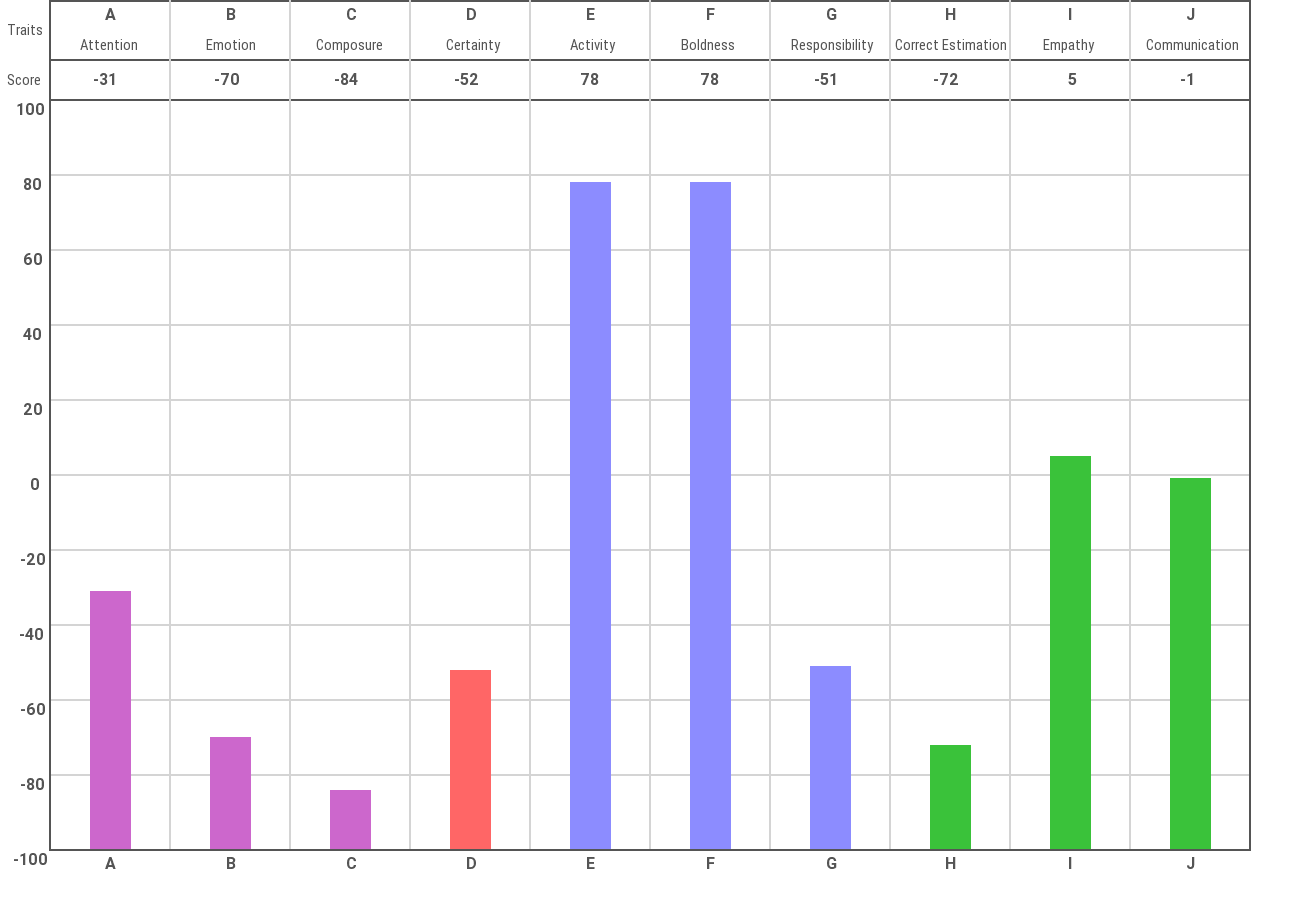 A B C D E F G H I J
Traits
Attention Emotion Composure Certainty Activity Boldness Responsibility Correct Estimation Empathy Communication
Score -31 -70 -84 -52 78 78 -51 -72 5 -1
100
80
60
40
20
0
-20
-40
-60
-80
-100
A B C D E F G H I J